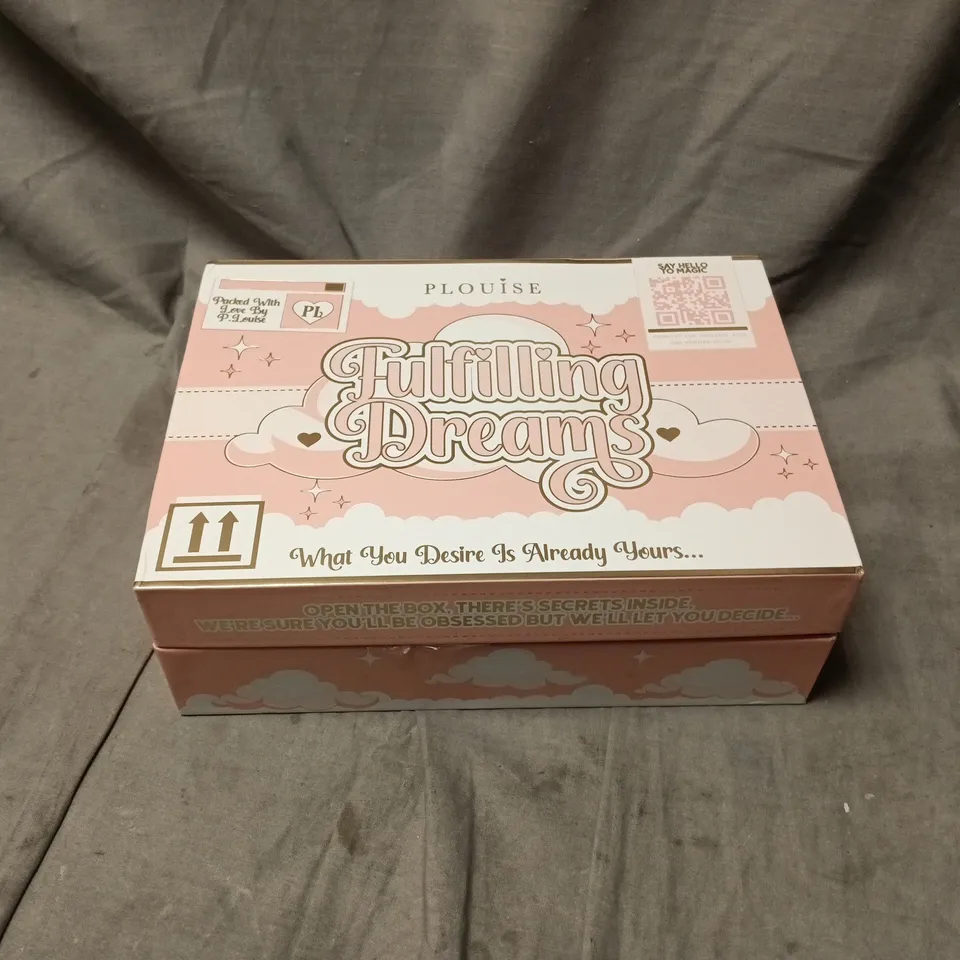 PLOUISE
SAY HELLO
TO MAGIC
Packed With
Love By
P.Louise
PL
Fulfilling
Dreams
What You Desire Is Already Yours...
OPEN THE BOX, THERE'S SECRETS INSIDE,
WE'RE SURE YOU'LL BE OBSESSED BUT WE'LL LET YOU DECIDE...